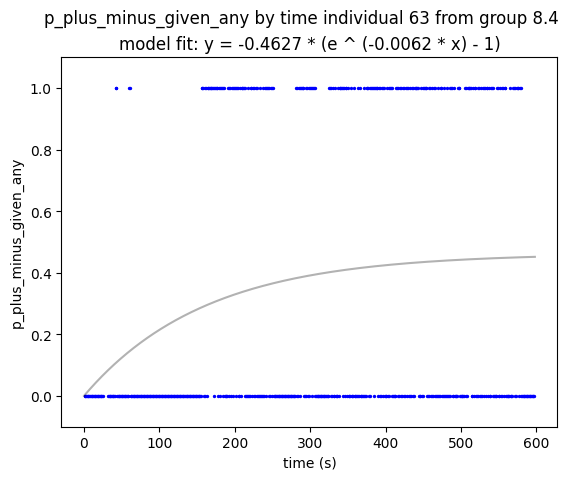 p_plus_minus_given_any by time individual 63 from group 8.4
model fit: y = -0.4627 * (e ^ (-0.0062 * x) - 1)
1.0
0.8
0.6
0.4
0.2
0.0
p_plus_minus_given_any
0 100 200 300 400 500 600
time (s)